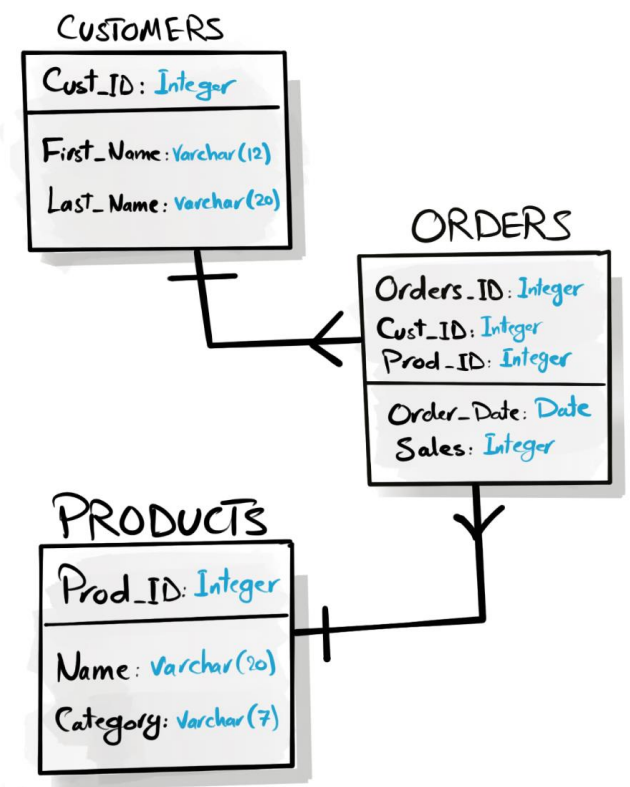 CUSTOMERS
Cust_ID: Integer
First_Name: Varchar(12)
Last_Name: Varchar(20)
ORDERS
Orders_ID: Integer
Cust_ID: Integer
Prod_ID: Integer
Order_Date: Date
Sales: Integer
PRODUCTS
Prod_ID: Integer
Name: Varchar(20)
Category: Varchar(7)